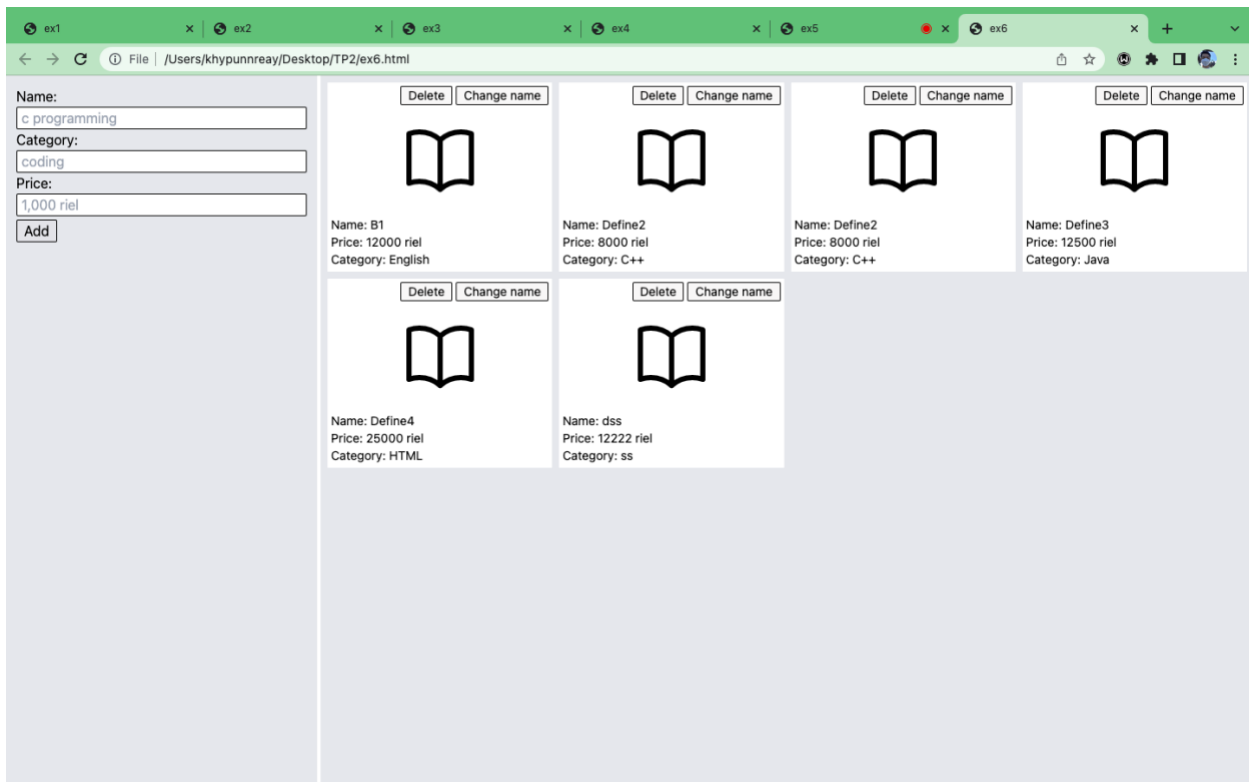 ex1
ex2
ex3
ex4
ex5
ex6
File /Users/khypunnreay/Desktop/TP2/ex6.html
Name:
c programming
Category:
coding
Price:
1,000 riel
Add
Delete Change name
Name: B1
Price: 12000 riel
Category: English
Delete Change name
Name: Define2
Price: 8000 riel
Category: C++
Delete Change name
Name: Define2
Price: 8000 riel
Category: C++
Delete Change name
Name: Define3
Price: 12500 riel
Category: Java
Delete Change name
Name: Define4
Price: 25000 riel
Category: HTML
Delete Change name
Name: dss
Price: 12222 riel
Category: ss